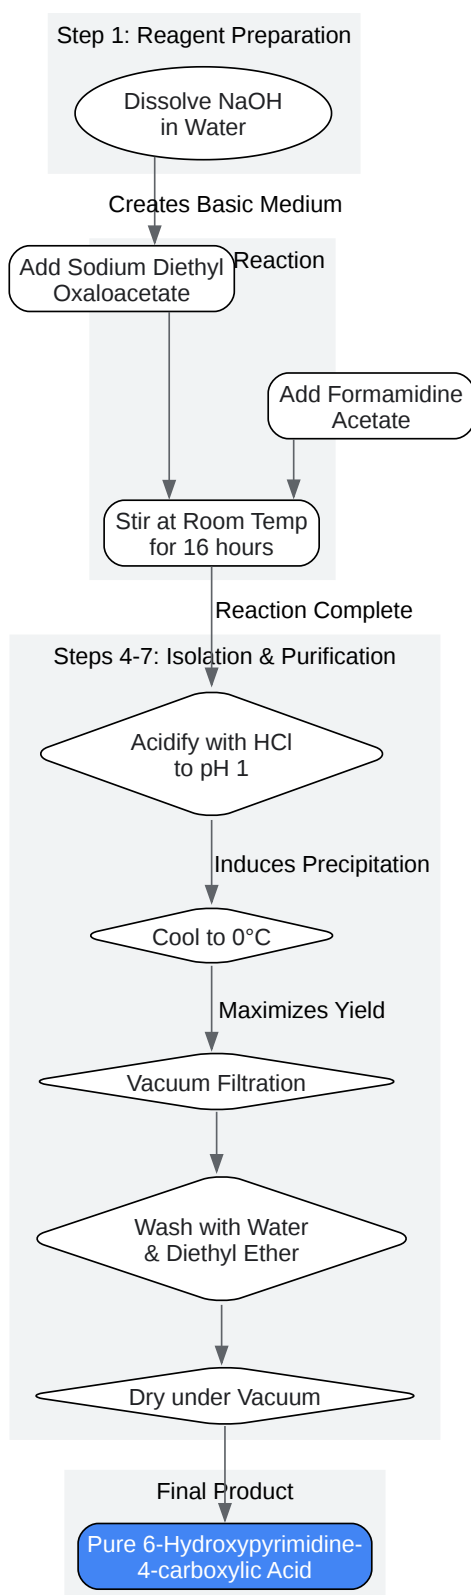 Step 1: Reagent Preparation
Dissolve NaOH
in Water
Creates Basic Medium
Reaction
Add Sodium Diethyl
Oxaloacetate
Add Formamidine
Acetate
Stir at Room Temp
for 16 hours
Reaction Complete
Steps 4-7: Isolation & Purification
Acidify with HCl
to pH 1
Induces Precipitation
Cool to 0°C
Maximizes Yield
Vacuum Filtration
Wash with Water
& Diethyl Ether
Dry under Vacuum
Final Product
Pure 6-Hydroxypyrimidine-
4-carboxylic Acid